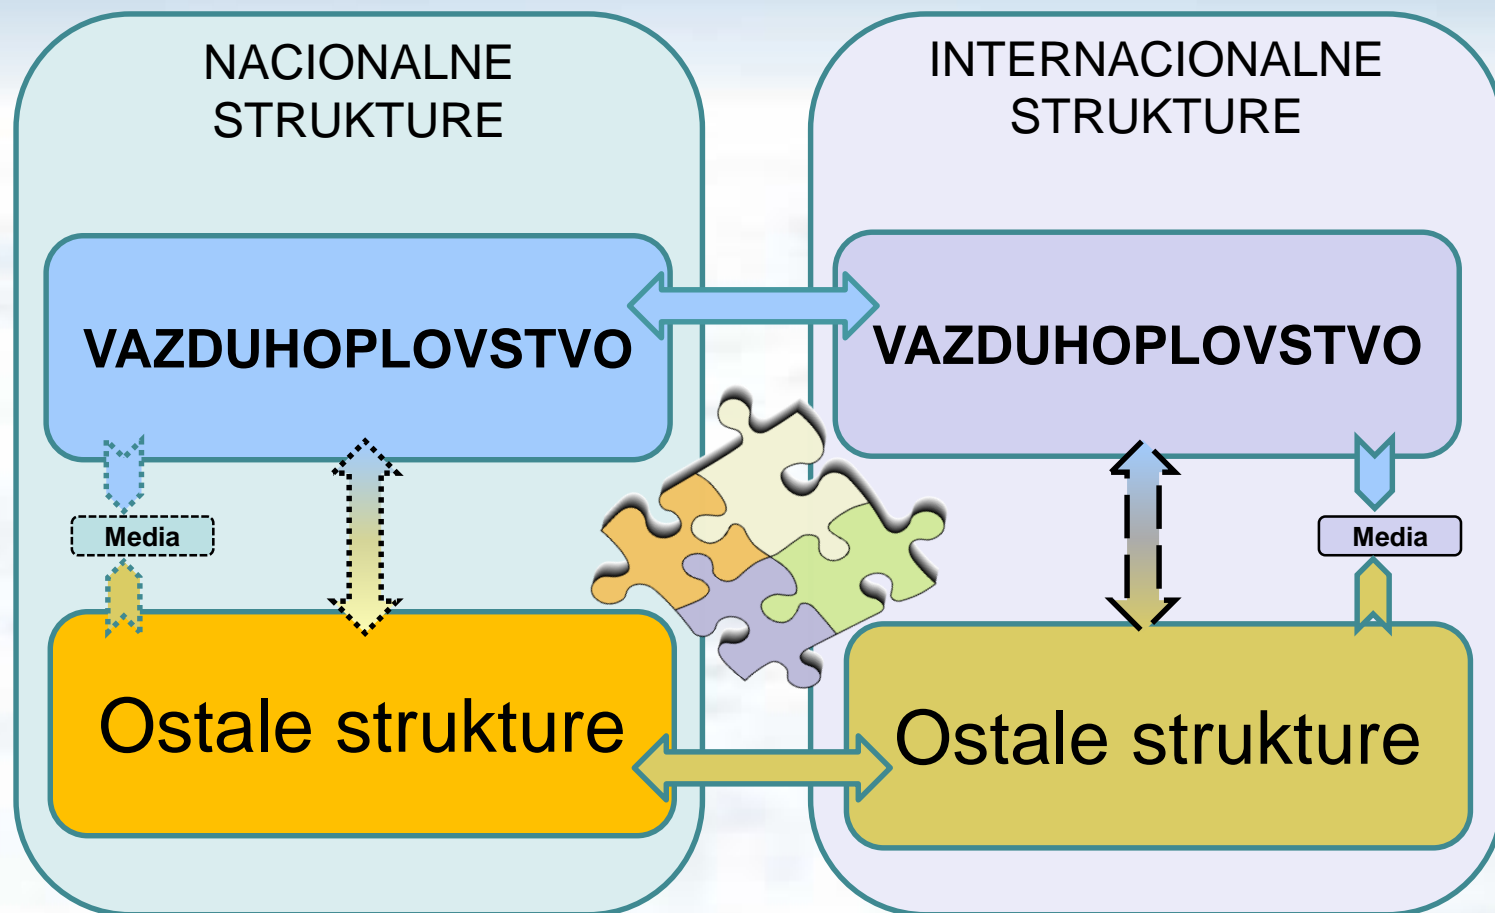 NACIONALNE
STRUKTURE
VAZDUHOPLOVSTVO
Media
Ostale strukture
INTERNACIONALNE
STRUKTURE
VAZDUHOPLOVSTVO
Media
Ostale strukture